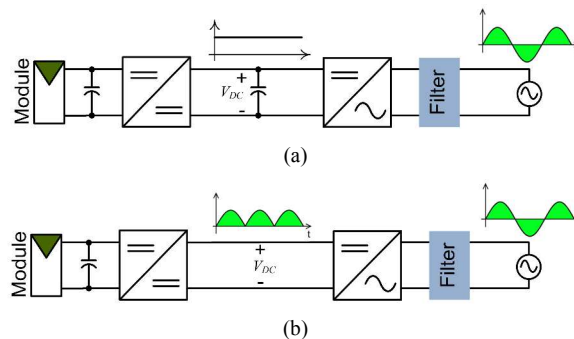 Module
+
V_DC
-
Filter
(a)
Module
t
+
V_DC
-
Filter
(b)